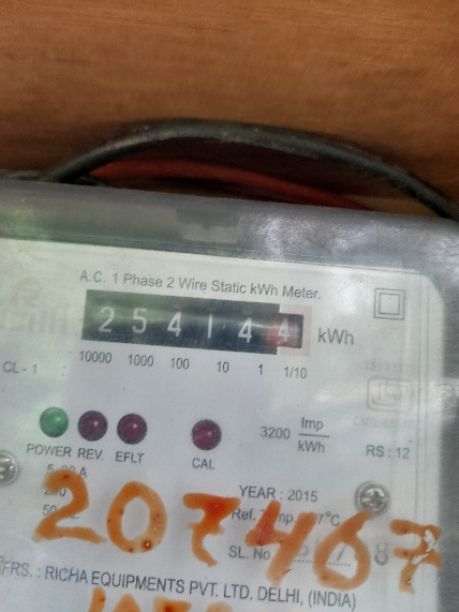 A.C. 1 Phase 2 Wire Static kWh Meter.
2 5 4 1 4 4 kWh
10000 1000 100 10 1 1/10
CL - 1
POWER REV. EFLT CAL
3200 Imp/kWh
RS : 12
YEAR : 2015
SL. No
207467
MFRS. : RICHA EQUIPMENTS PVT. LTD. DELHI, (INDIA)